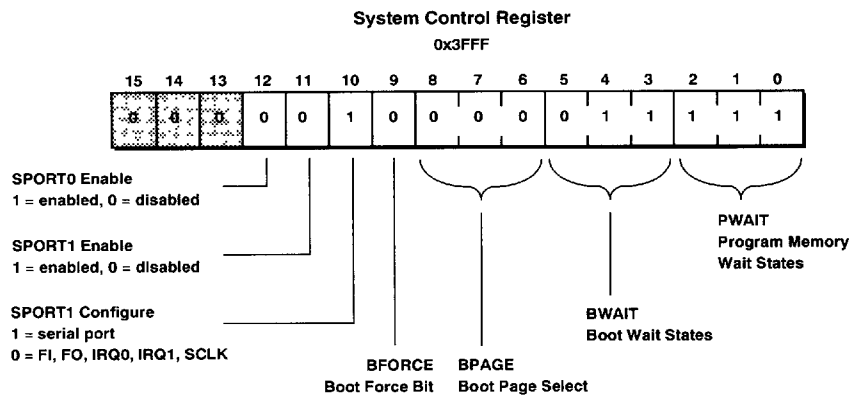 System Control Register
0x3FFF
15 14 13 12 11 10 9 8 7 6 5 4 3 2 1 0
0 0 0 0 0 1 0 0 0 0 0 1 1 1 1 1
SPORT0 Enable
1 = enabled, 0 = disabled
SPORT1 Enable
1 = enabled, 0 = disabled
SPORT1 Configure
1 = serial port
0 = FI, FO, IRQ0, IRQ1, SCLK
BFORCE
Boot Force Bit
BPAGE
Boot Page Select
BWAIT
Boot Wait States
PWAIT
Program Memory
Wait States